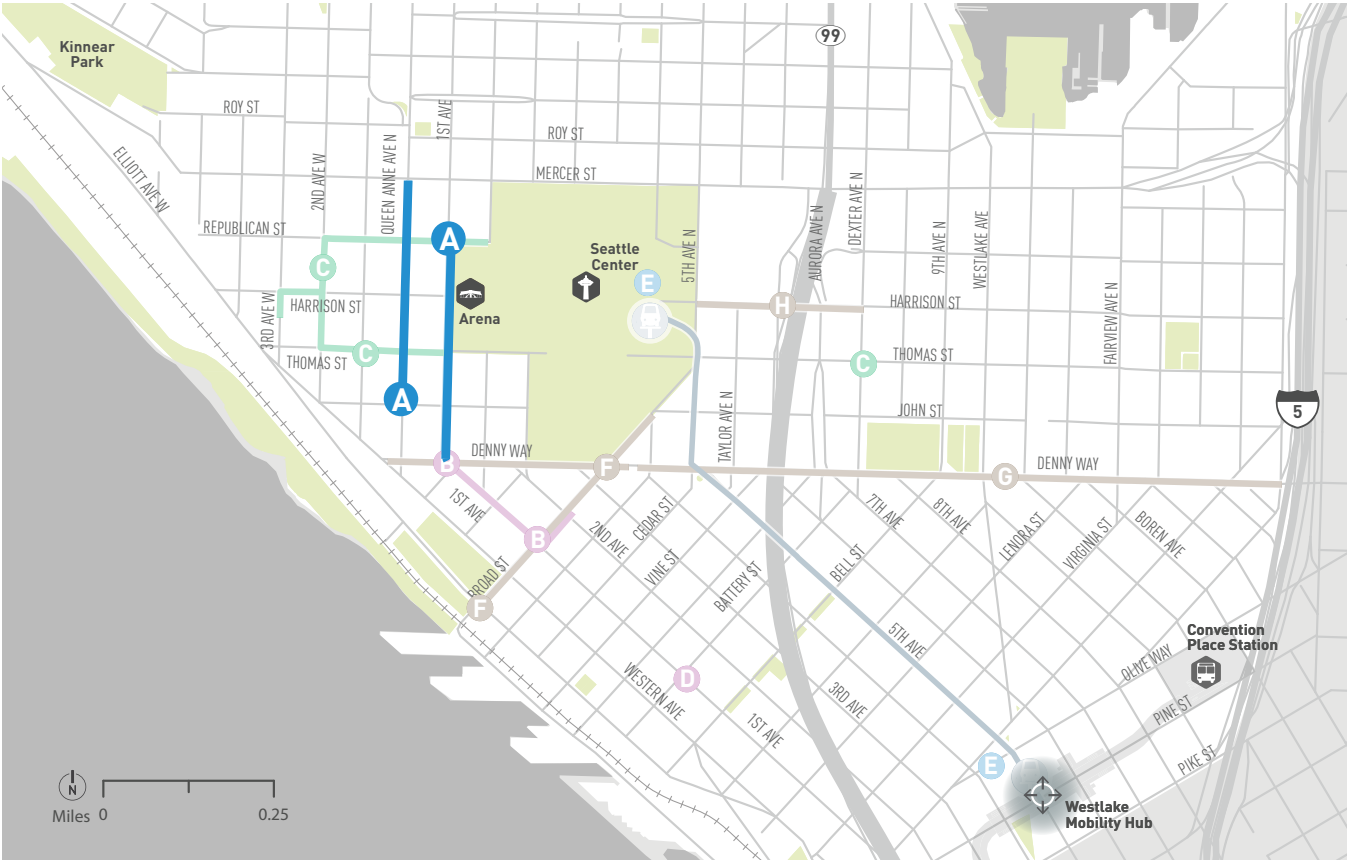 Kinnear
Park
99
ROY ST
1ST AVE
ROY ST
ELLIOTT AVE W
2ND AVE W
QUEEN ANNE AVE N
MERCER ST
DEXTER AVE N
REPUBLICAN ST
A
Seattle
Center
5TH AVE N
AURORA AVE N
9TH AVE N
WESTLAKE AVE
C
E
3RD AVE W
HARRISON ST
Arena
H
HARRISON ST
FAIRVIEW AVE N
THOMAS ST
C
C
THOMAS ST
A
TAYLOR AVE N
JOHN ST
5
B
DENNY WAY
F
DENNY WAY
G
1ST AVE
B
2ND AVE
CEDAR ST
7TH AVE
8TH AVE
LENORA ST
VIRGINIA ST
BOREN AVE
BROAD ST
VINE ST
BATTERY ST
BELL ST
F
5TH AVE
Convention
Place Station
OLIVE WAY
WESTERN AVE
D
3RD AVE
PINE ST
1ST AVE
PIKE ST
E
N
Miles 0 0.25
Westlake
Mobility Hub